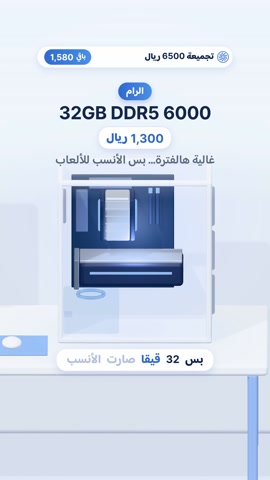 تجميعة 6500 ريال
باقي 1,580
الرام
32GB DDR5 6000
1,300 ريال
غالية هالفترة... بس الأنسب للألعاب
بس 32 قيقا صارت الأنسب